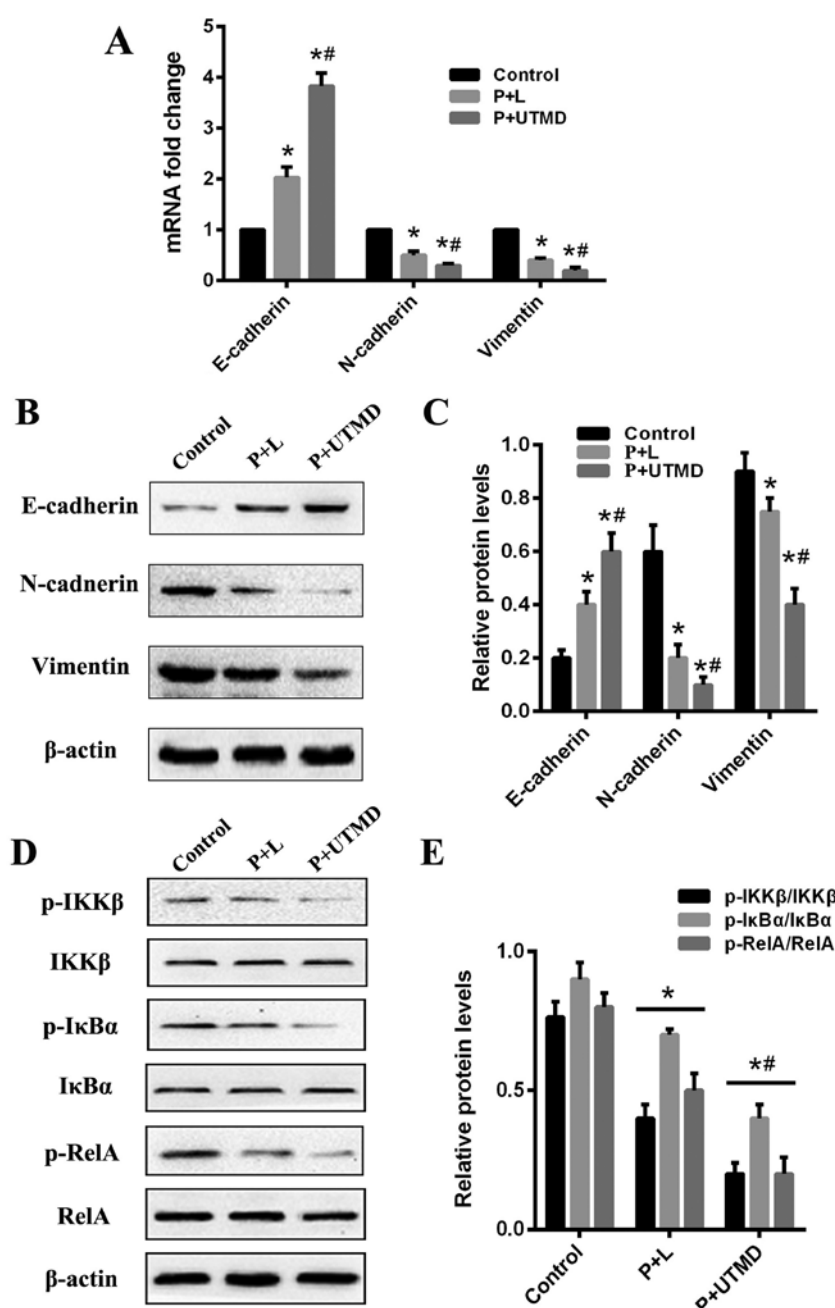 A
mRNA fold change
5
4
3
2
1
0
*
*#
*
*#
*
*#
Control
P+L
P+UTMD
E-cadherin
N-cadherin
Vimentin
B
Control
P+L
P+UTMD
E-cadherin
N-cadnerin
Vimentin
β-actin
C
Relative protein levels
1.0
0.8
0.6
0.4
0.2
0.0
Control
P+L
P+UTMD
*
*#
*
*#
*
*#
E-cadherin
N-cadherin
Vimentin
D
Control
P+L
P+UTMD
p-IKKβ
IKKβ
p-IκBα
IκBα
p-RelA
RelA
β-actin
E
p-IKKβ/IKKβ
p-IκBα/IκBα
p-RelA/RelA
Relative protein levels
1.0
0.5
0.0
*
*#
Control
P+L
P+UTMD